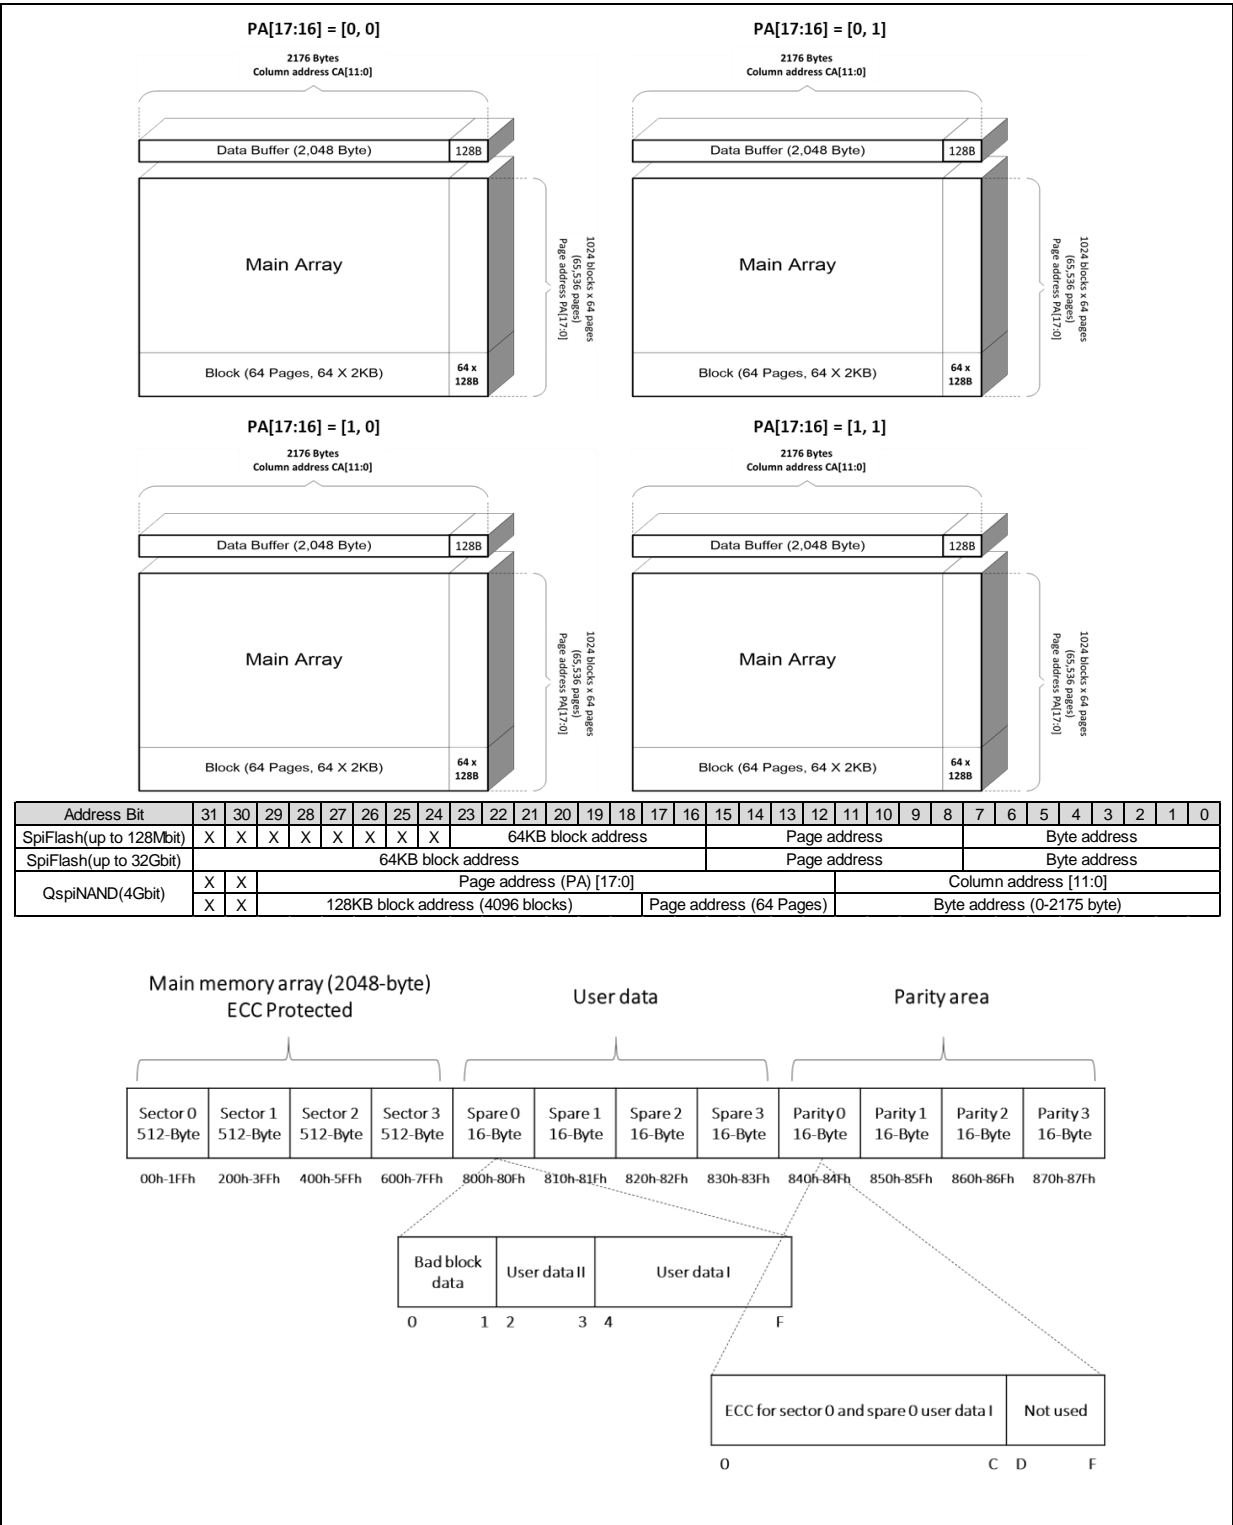 PA[17:16] = [0, 0]
2176 Bytes
Column address CA[11:0]
Data Buffer (2,048 Byte)
128B
Main Array
Block (64 Pages, 64 X 2KB)
64 x
128B
1024 blocks x 64 pages
(65,536 pages)
Page address PA[17:0]
PA[17:16] = [0, 1]
2176 Bytes
Column address CA[11:0]
Data Buffer (2,048 Byte)
128B
Main Array
Block (64 Pages, 64 X 2KB)
64 x
128B
1024 blocks x 64 pages
(65,536 pages)
Page address PA[17:0]
PA[17:16] = [1, 0]
2176 Bytes
Column address CA[11:0]
Data Buffer (2,048 Byte)
128B
Main Array
Block (64 Pages, 64 X 2KB)
64 x
128B
1024 blocks x 64 pages
(65,536 pages)
Page address PA[17:0]
PA[17:16] = [1, 1]
2176 Bytes
Column address CA[11:0]
Data Buffer (2,048 Byte)
128B
Main Array
Block (64 Pages, 64 X 2KB)
64 x
128B
1024 blocks x 64 pages
(65,536 pages)
Page address PA[17:0]
Address Bit 31 30 29 28 27 26 25 24 23 22 21 20 19 18 17 16 15 14 13 12 11 10 9 8 7 6 5 4 3 2 1 0
SpiFlash(up to 128Mbit) X X X X X X X X 64KB block address Page address Byte address
SpiFlash(up to 32Gbit) 64KB block address Page address Byte address
QspiNAND(4Gbit) X X Page address (PA) [17:0] Column address [11:0]
X X 128KB block address (4096 blocks) Page address (64 Pages) Byte address (0-2175 byte)
Main memory array (2048-byte)
ECC Protected
User data
Parity area
Sector 0 Sector 1 Sector 2 Sector 3 Spare 0 Spare 1 Spare 2 Spare 3 Parity 0 Parity 1 Parity 2 Parity 3
512-Byte 512-Byte 512-Byte 512-Byte 16-Byte 16-Byte 16-Byte 16-Byte 16-Byte 16-Byte 16-Byte 16-Byte
00h-1FFh 200h-3FFh 400h-5FFh 600h-7FFh 800h-80Fh 810h-81Fh 820h-82Fh 830h-83Fh 840h-84Fh 850h-85Fh 860h-86Fh 870h-87Fh
Bad block
data
User data II
User data I
0 1 2 3 4 F
ECC for sector 0 and spare 0 user data I
Not used
0 C D F